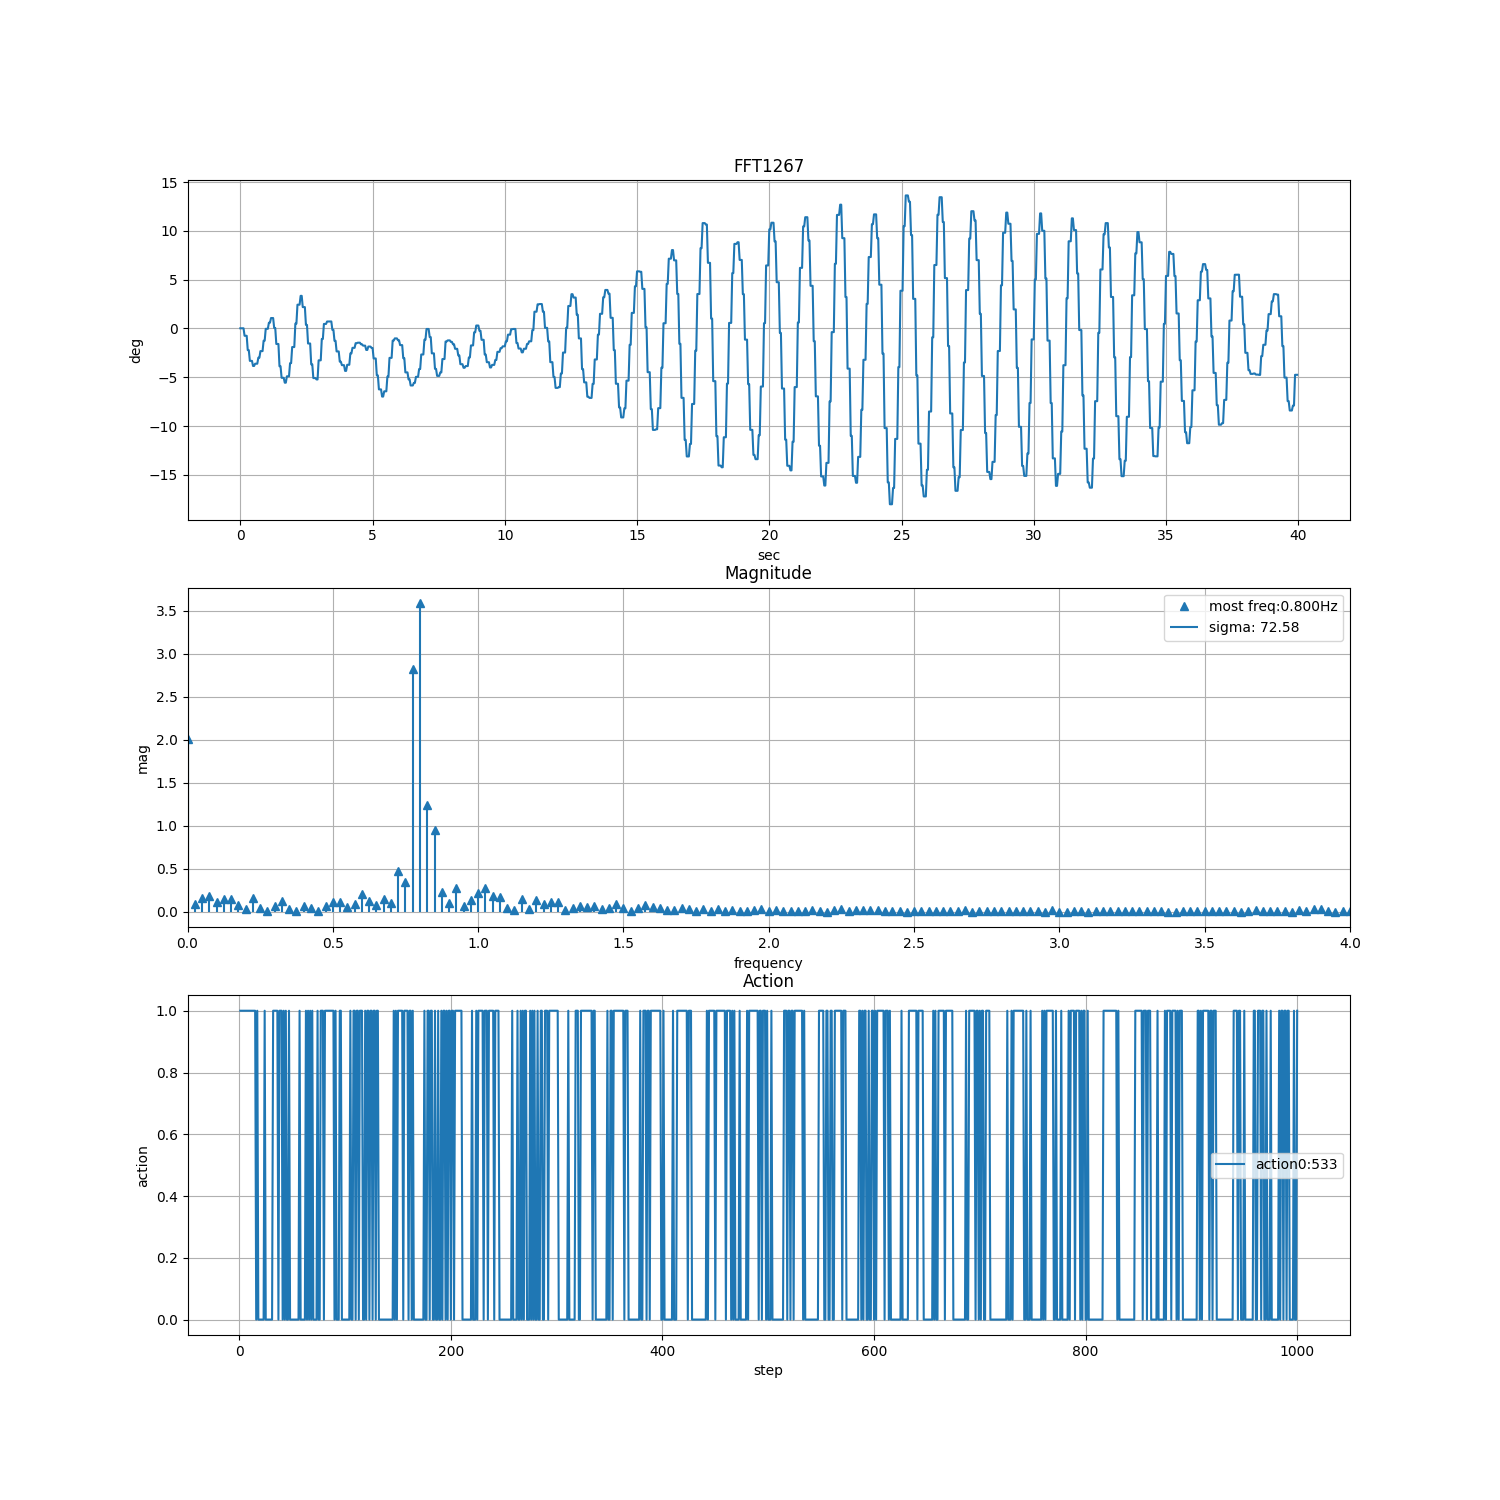 FFT1267
15
10
5
0
−5
−10
−15
deg
0 5 10 15 20 25 30 35 40
sec
Magnitude
most freq:0.800Hz
sigma: 72.58
3.5
3.0
2.5
2.0
1.5
1.0
0.5
0.0
mag
0.0 0.5 1.0 1.5 2.0 2.5 3.0 3.5 4.0
frequency
Action
1.0
0.8
0.6
0.4
0.2
0.0
action
action0:533
0 200 400 600 800 1000
step